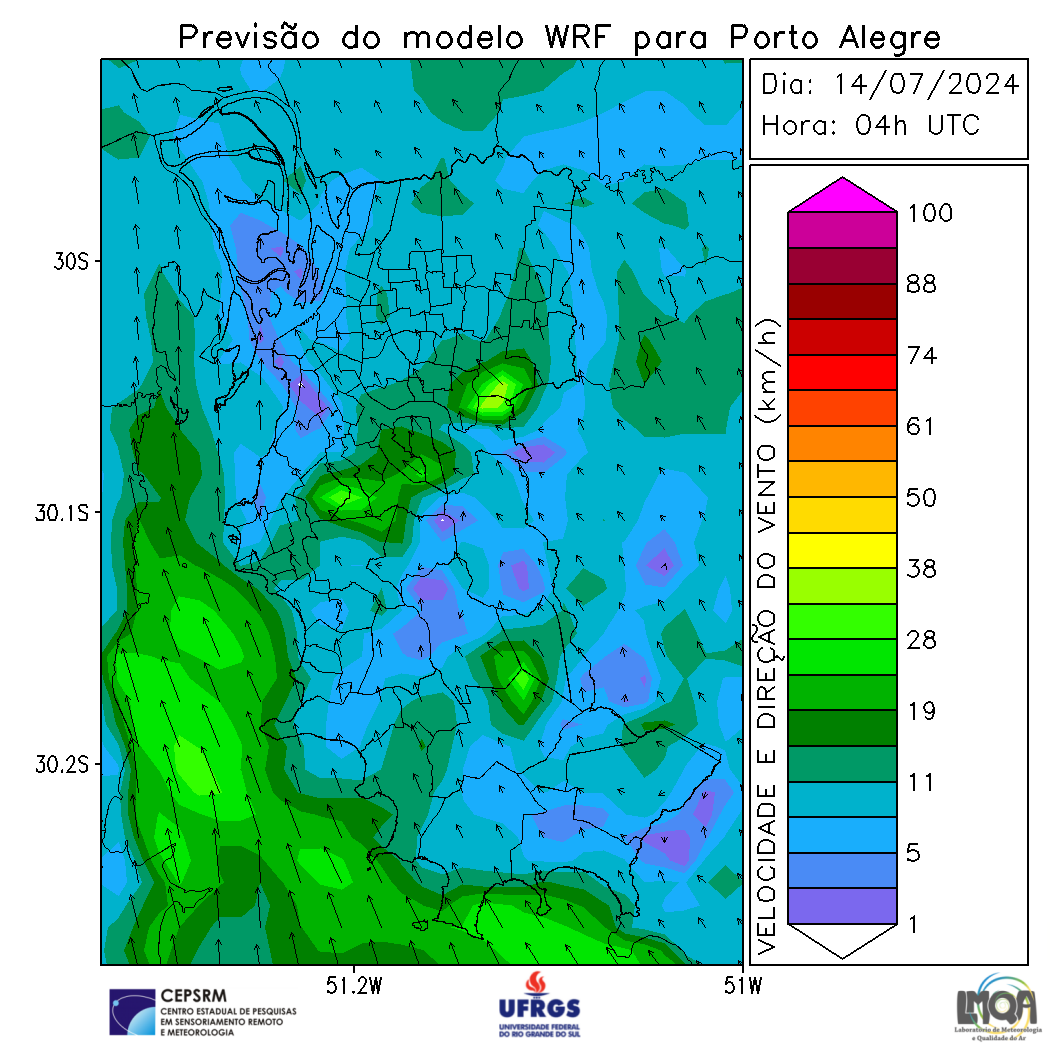 Previsão do modelo WRF para Porto Alegre
Dia: 14/07/2024
Hora: 04h UTC
30S
30.1S
30.2S
51.2W
51W
VELOCIDADE E DIREÇÃO DO VENTO (km/h)
100
88
74
61
50
38
28
19
11
5
1
CEPSRM
CENTRO ESTADUAL DE PESQUISAS
EM SENSORIAMENTO REMOTO
E METEOROLOGIA
UFRGS
UNIVERSIDADE FEDERAL
DO RIO GRANDE DO SUL
LMQA
Laboratório de Meteorologia
e Qualidade do Ar